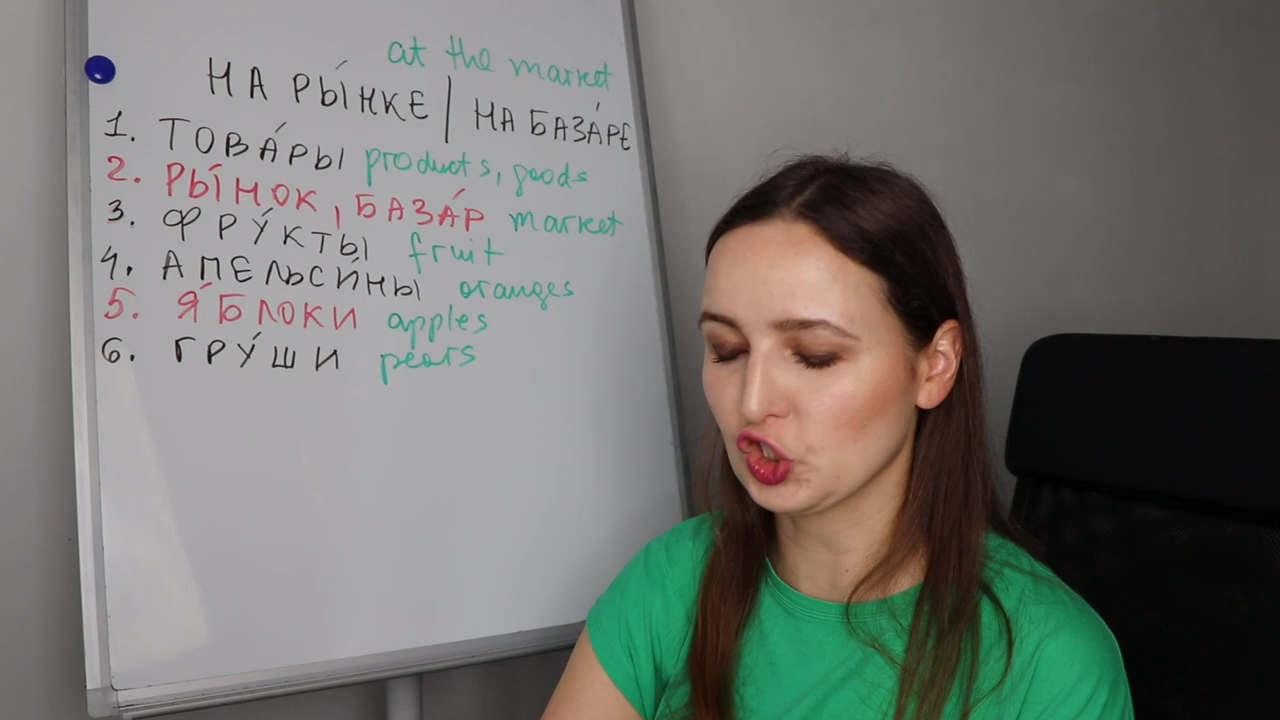 at the market
НА РЫ́НКЕ | НА БАЗА́РЕ
1. ТОВА́РЫ products, goods
2. РЫ́НОК, БАЗА́Р market
3. ФРУ́КТЫ fruit
4. АПЕЛЬСИ́НЫ oranges
5. Я́БЛОКИ apples
6. ГРУ́ШИ pears